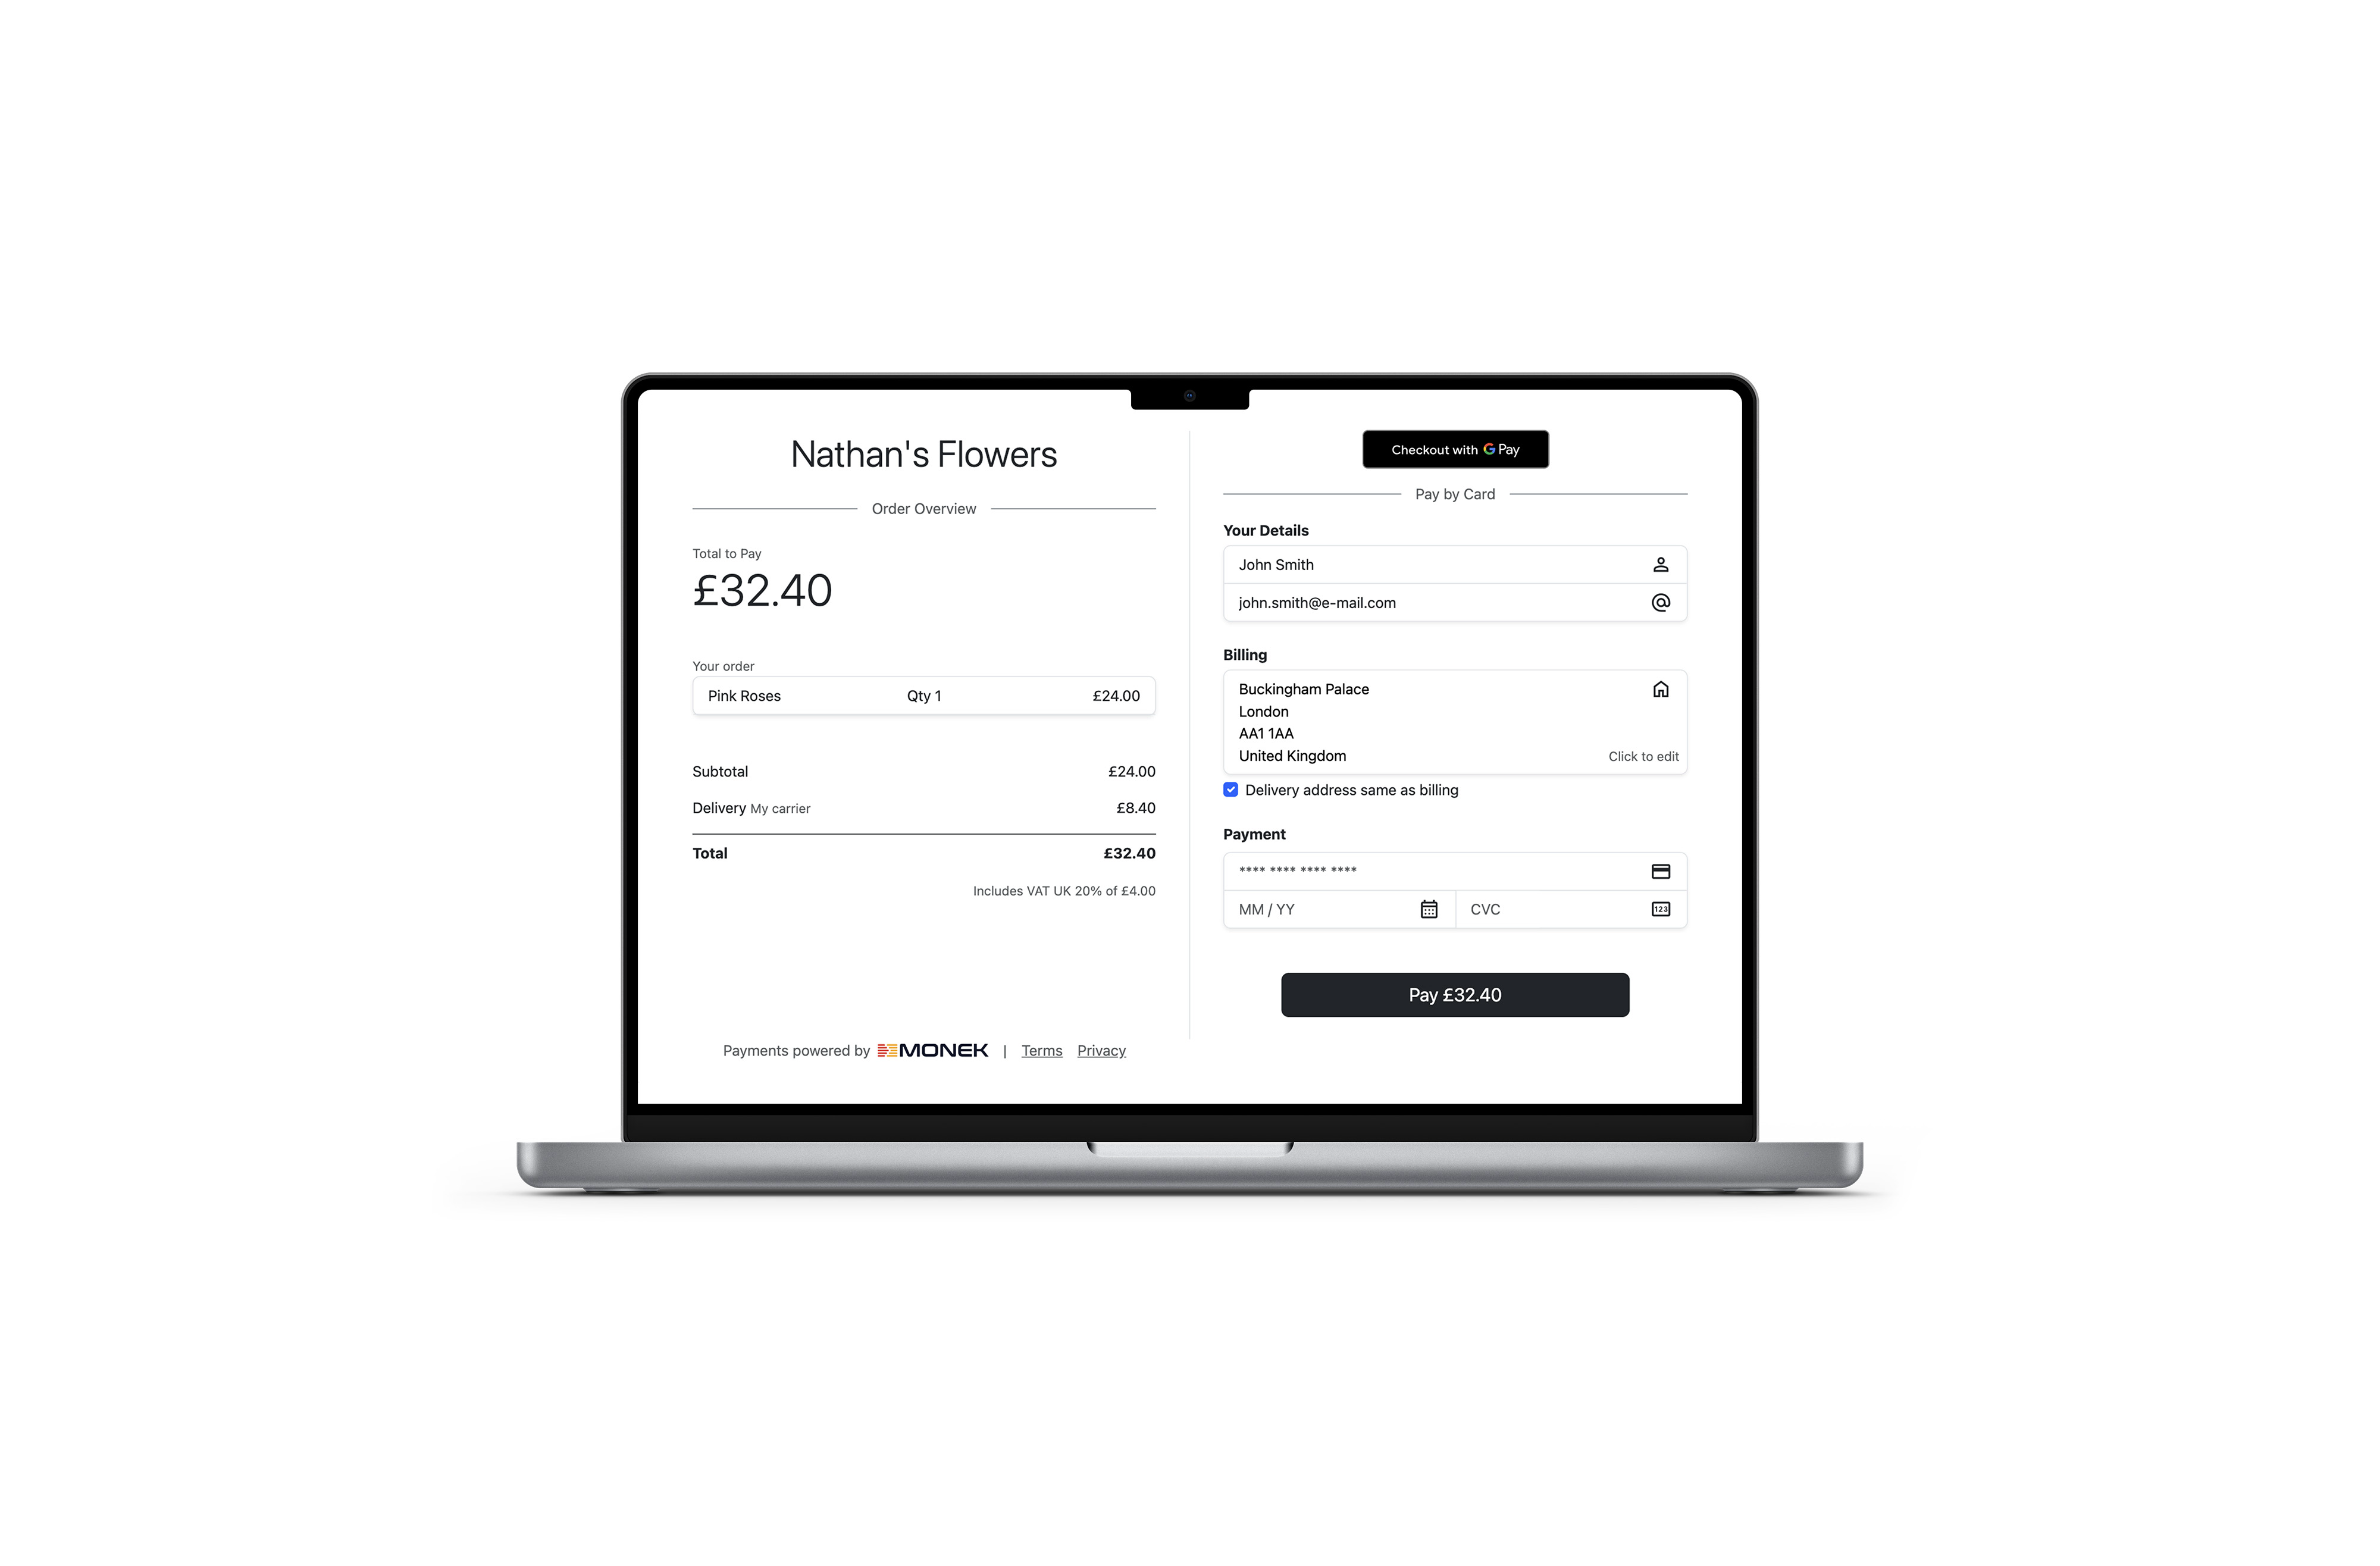 Nathan's Flowers
Order Overview
Total to Pay
£32.40
Your order
Pink Roses Qty 1 £24.00
Subtotal £24.00
Delivery My carrier £8.40
Total £32.40
Includes VAT UK 20% of £4.00
Payments powered by MONEK | Terms Privacy
Checkout with G Pay
Pay by Card
Your Details
John Smith
john.smith@e-mail.com
Billing
Buckingham Palace
London
AA1 1AA
United Kingdom Click to edit
Delivery address same as billing
Payment
**** **** **** ****
MM / YY CVC 123
Pay £32.40